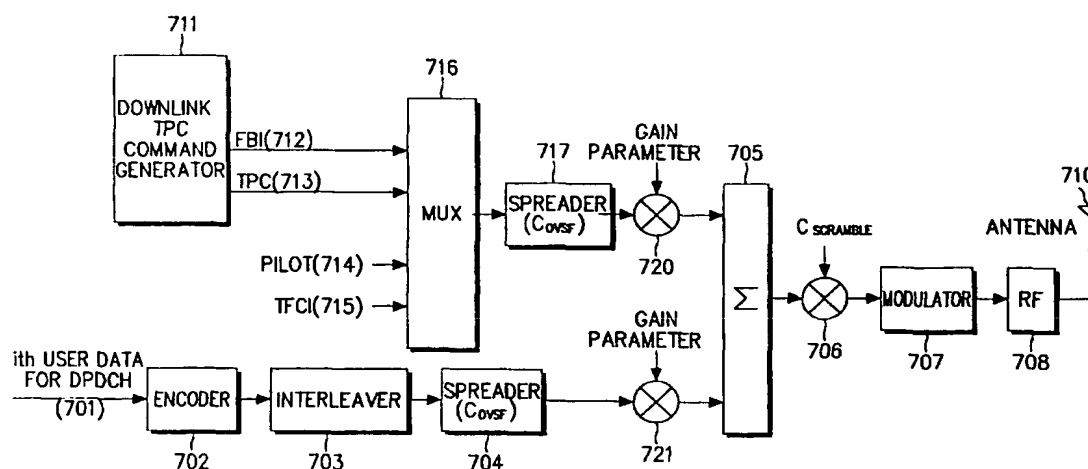 711
DOWNLINK
TPC
COMMAND
GENERATOR
FBI(712)
TPC(713)
PILOT(714)
TFCI(715)
716
MUX
717
SPREADER
(COVSF)
GAIN
PARAMETER
720
705
Σ
CSCRAMBLE
706
MODULATOR
707
RF
708
ANTENNA
710
ith USER DATA
FOR DPDCH
(701)
ENCODER
702
INTERLEAVER
703
SPREADER
(COVSF)
704
GAIN
PARAMETER
721